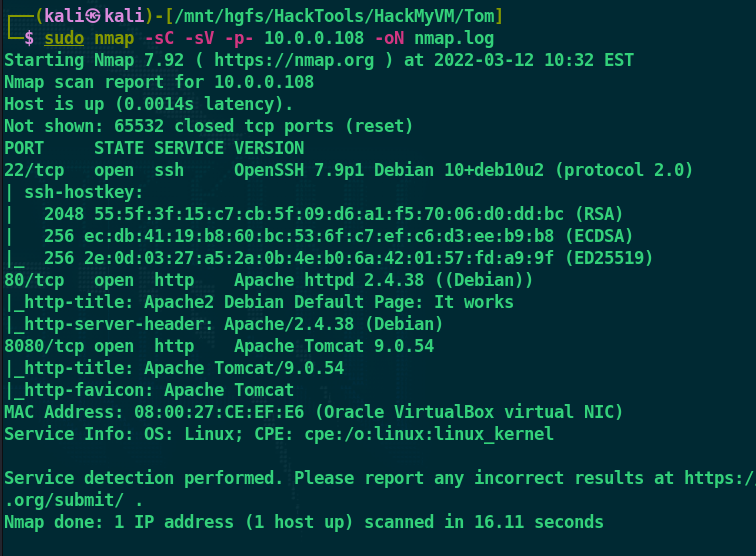 ┌──(kali㉿kali)-[/mnt/hgfs/HackTools/HackMyVM/Tom]
└─$ sudo nmap -sC -sV -p- 10.0.0.108 -oN nmap.log
Starting Nmap 7.92 ( https://nmap.org ) at 2022-03-12 10:32 EST
Nmap scan report for 10.0.0.108
Host is up (0.0014s latency).
Not shown: 65532 closed tcp ports (reset)
PORT     STATE SERVICE VERSION
22/tcp   open  ssh     OpenSSH 7.9p1 Debian 10+deb10u2 (protocol 2.0)
| ssh-hostkey:
|   2048 55:5f:3f:15:c7:cb:5f:09:d6:a1:f5:70:06:d0:dd:bc (RSA)
|   256 ec:db:41:19:b8:60:bc:53:6f:c7:ef:c6:d3:ee:b9:b8 (ECDSA)
|_  256 2e:0d:03:27:a5:2a:0b:4e:b0:6a:42:01:57:fd:a9:9f (ED25519)
80/tcp   open  http    Apache httpd 2.4.38 ((Debian))
|_http-title: Apache2 Debian Default Page: It works
|_http-server-header: Apache/2.4.38 (Debian)
8080/tcp open  http    Apache Tomcat 9.0.54
|_http-title: Apache Tomcat/9.0.54
|_http-favicon: Apache Tomcat
MAC Address: 08:00:27:CE:EF:E6 (Oracle VirtualBox virtual NIC)
Service Info: OS: Linux; CPE: cpe:/o:linux:linux_kernel

Service detection performed. Please report any incorrect results at https:/
.org/submit/ .
Nmap done: 1 IP address (1 host up) scanned in 16.11 seconds